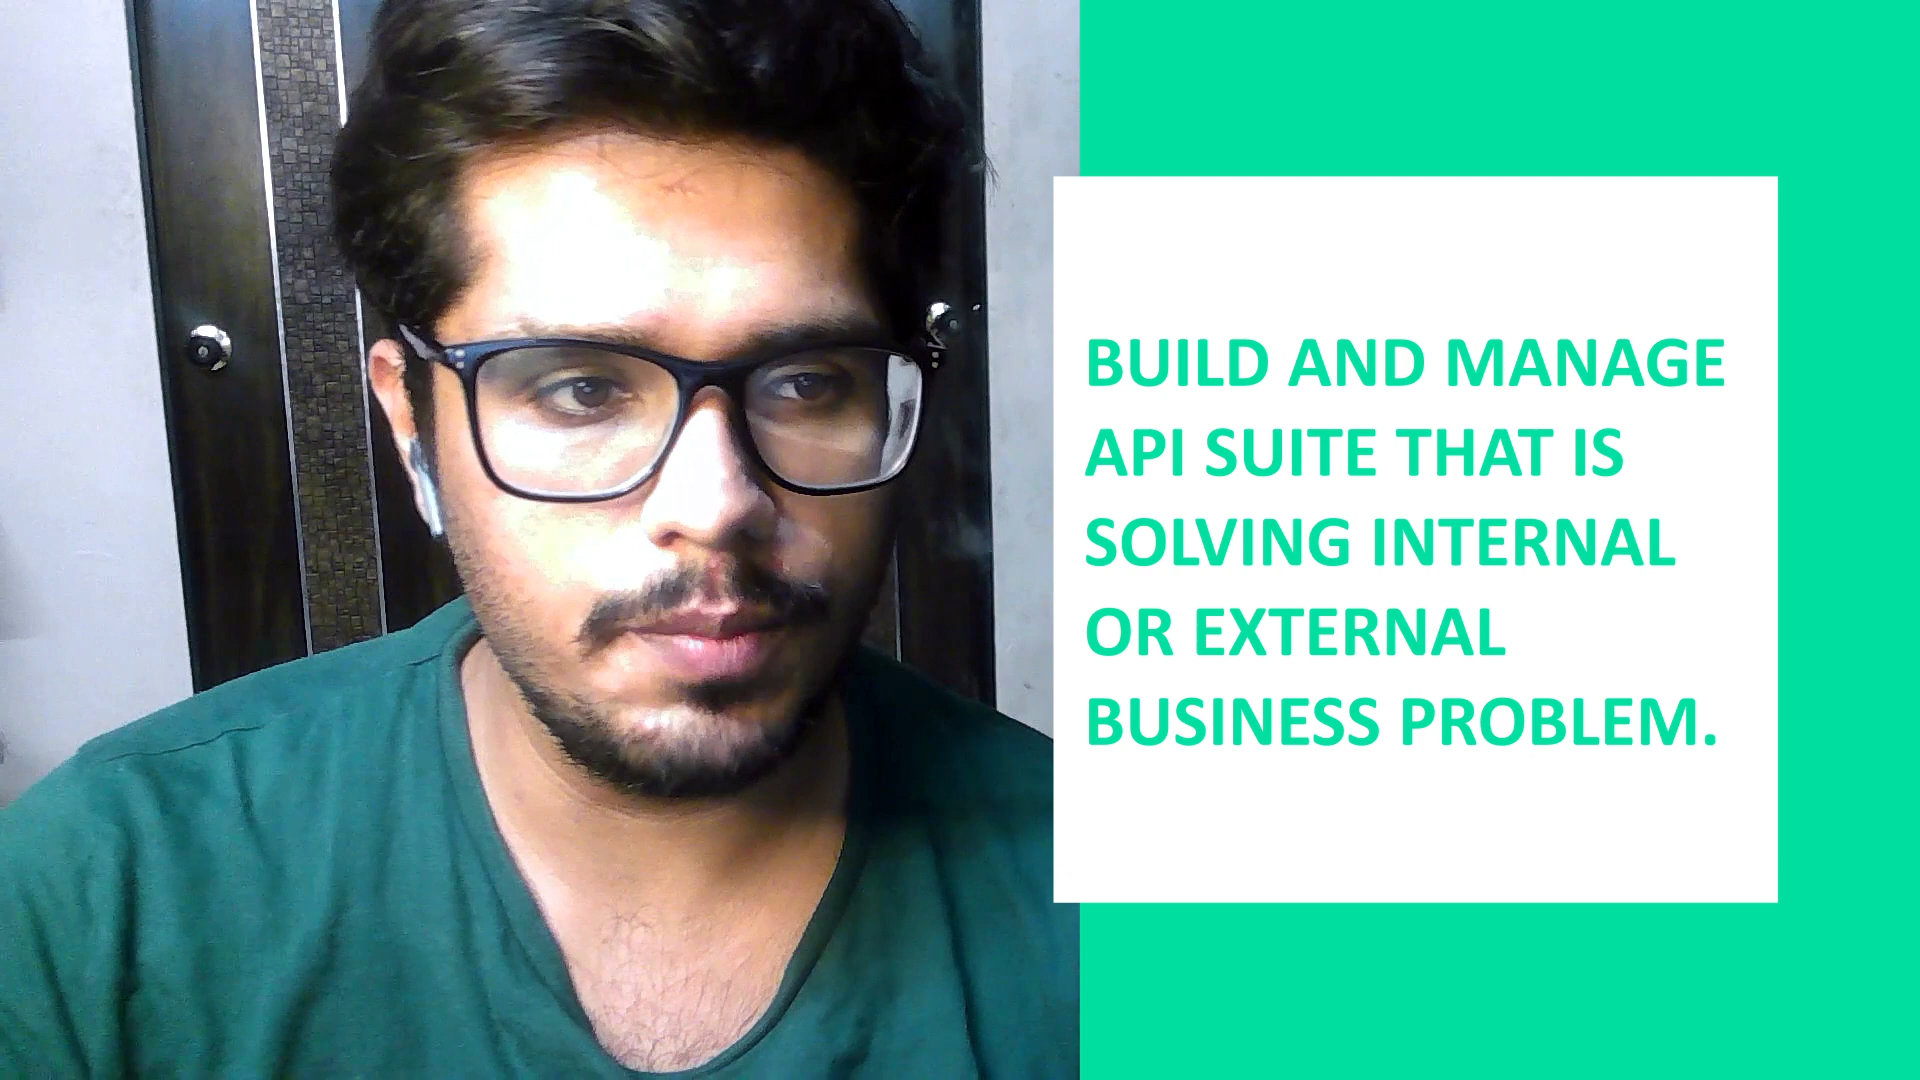 BUILD AND MANAGE
API SUITE THAT IS
SOLVING INTERNAL
OR EXTERNAL
BUSINESS PROBLEM.